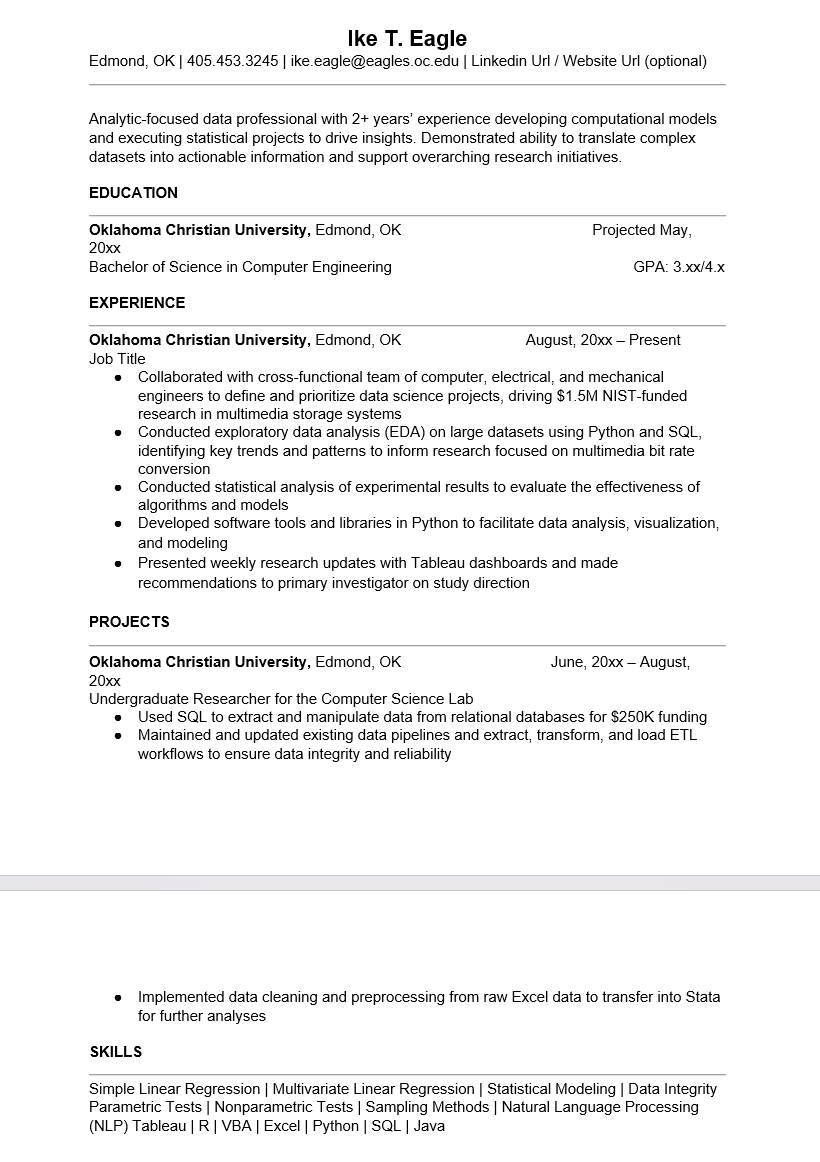 Ike T. Eagle
Edmond, OK | 405.453.3245 | ike.eagle@eagles.oc.edu | Linkedin Url / Website Url (optional)
Analytic-focused data professional with 2+ years’ experience developing computational models
and executing statistical projects to drive insights. Demonstrated ability to translate complex
datasets into actionable information and support overarching research initiatives.
EDUCATION
Oklahoma Christian University, Edmond, OK Projected May,
20xx
Bachelor of Science in Computer Engineering GPA: 3.xx/4.x
EXPERIENCE
Oklahoma Christian University, Edmond, OK August, 20xx – Present
Job Title
● Collaborated with cross-functional team of computer, electrical, and mechanical
engineers to define and prioritize data science projects, driving $1.5M NIST-funded
research in multimedia storage systems
● Conducted exploratory data analysis (EDA) on large datasets using Python and SQL,
identifying key trends and patterns to inform research focused on multimedia bit rate
conversion
● Conducted statistical analysis of experimental results to evaluate the effectiveness of
algorithms and models
● Developed software tools and libraries in Python to facilitate data analysis, visualization,
and modeling
● Presented weekly research updates with Tableau dashboards and made
recommendations to primary investigator on study direction
PROJECTS
Oklahoma Christian University, Edmond, OK June, 20xx – August,
20xx
Undergraduate Researcher for the Computer Science Lab
● Used SQL to extract and manipulate data from relational databases for $250K funding
● Maintained and updated existing data pipelines and extract, transform, and load ETL
workflows to ensure data integrity and reliability
● Implemented data cleaning and preprocessing from raw Excel data to transfer into Stata
for further analyses
SKILLS
Simple Linear Regression | Multivariate Linear Regression | Statistical Modeling | Data Integrity
Parametric Tests | Nonparametric Tests | Sampling Methods | Natural Language Processing
(NLP) Tableau | R | VBA | Excel | Python | SQL | Java